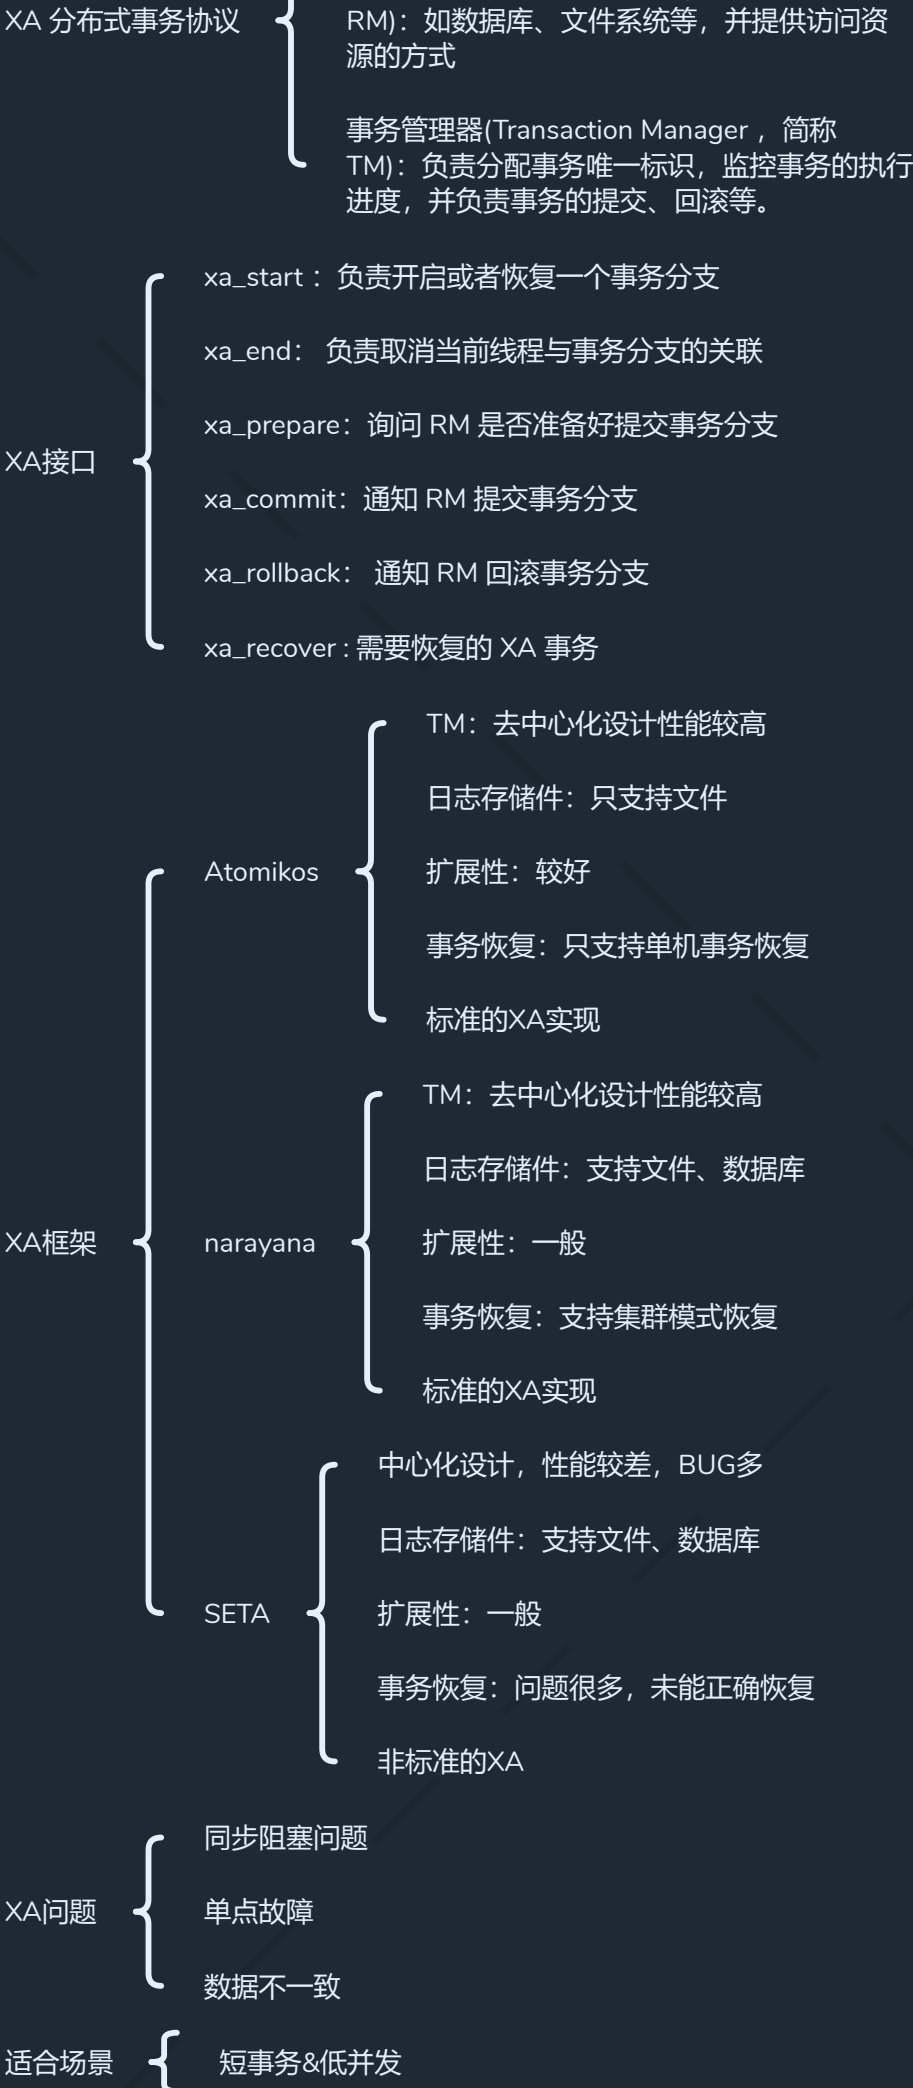 XA 分布式事务协议
RM)：如数据库、文件系统等，并提供访问资
源的方式
事务管理器(Transaction Manager ，简称
TM)：负责分配事务唯一标识，监控事务的执行
进度，并负责事务的提交、回滚等。
XA接口
xa_start ：负责开启或者恢复一个事务分支
xa_end： 负责取消当前线程与事务分支的关联
xa_prepare：询问 RM 是否准备好提交事务分支
xa_commit：通知 RM 提交事务分支
xa_rollback： 通知 RM 回滚事务分支
xa_recover : 需要恢复的 XA 事务
XA框架
Atomikos
TM：去中心化设计性能较高
日志存储件：只支持文件
扩展性：较好
事务恢复：只支持单机事务恢复
标准的XA实现
narayana
TM：去中心化设计性能较高
日志存储件：支持文件、数据库
扩展性：一般
事务恢复：支持集群模式恢复
标准的XA实现
SETA
中心化设计，性能较差，BUG多
日志存储件：支持文件、数据库
扩展性：一般
事务恢复：问题很多，未能正确恢复
非标准的XA
XA问题
同步阻塞问题
单点故障
数据不一致
适合场景
短事务&低并发